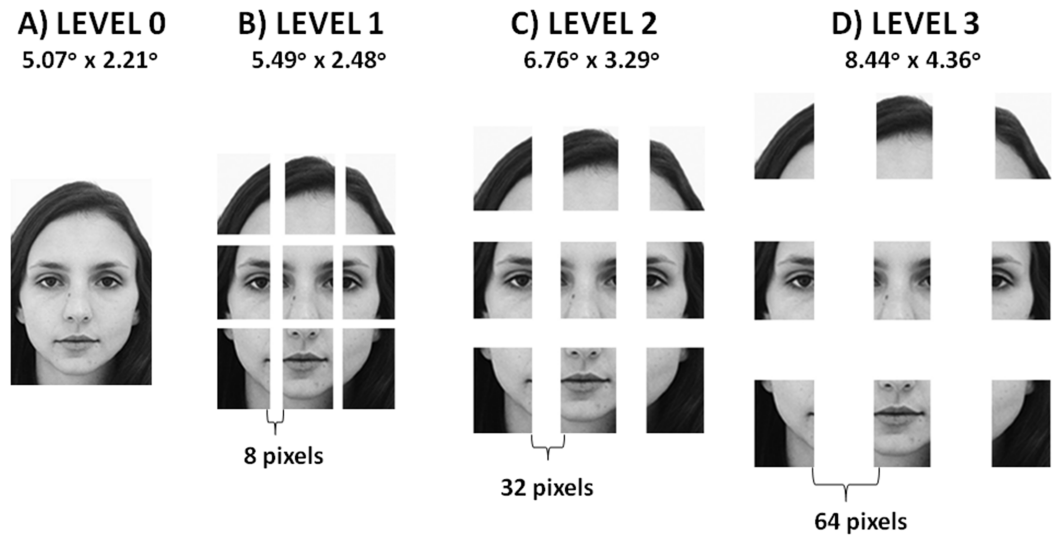 A) LEVEL 0
5.07° x 2.21°
B) LEVEL 1
5.49° x 2.48°
C) LEVEL 2
6.76° x 3.29°
D) LEVEL 3
8.44° x 4.36°
8 pixels
32 pixels
64 pixels